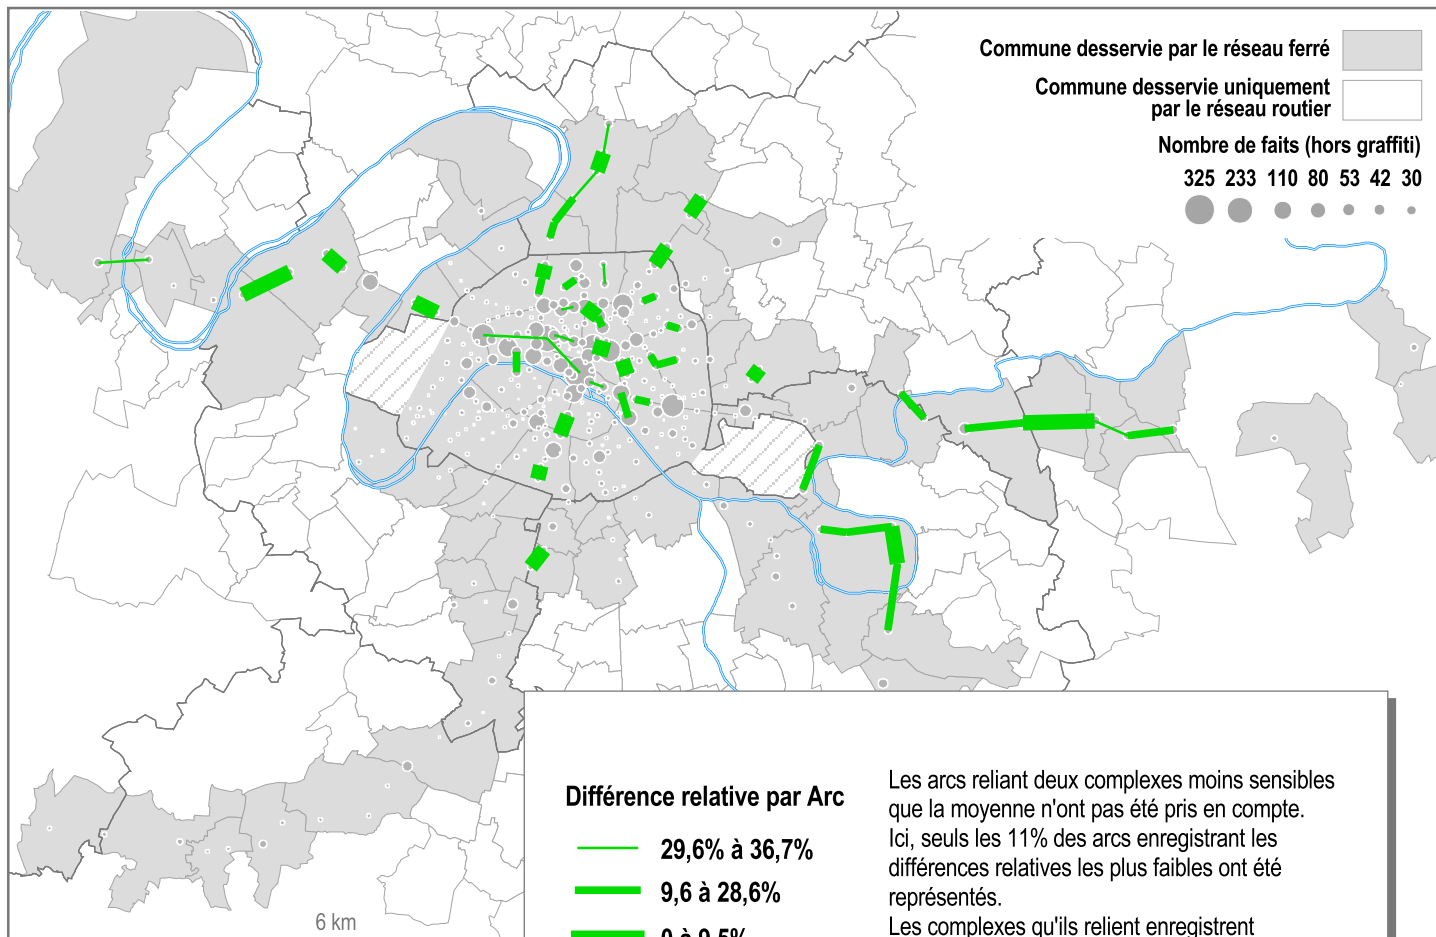 Commune desservie par le réseau ferré
Commune desservie uniquement
par le réseau routier
Nombre de faits (hors graffiti)
325 233 110 80 53 42 30
Différence relative par Arc
29,6% à 36,7%
9,6 à 28,6%
0 à 9,5%
Les arcs reliant deux complexes moins sensibles
que la moyenne n'ont pas été pris en compte.
Ici, seuls les 11% des arcs enregistrant les
différences relatives les plus faibles ont été
représentés.
Les complexes qu'ils relient enregistrent
6 km